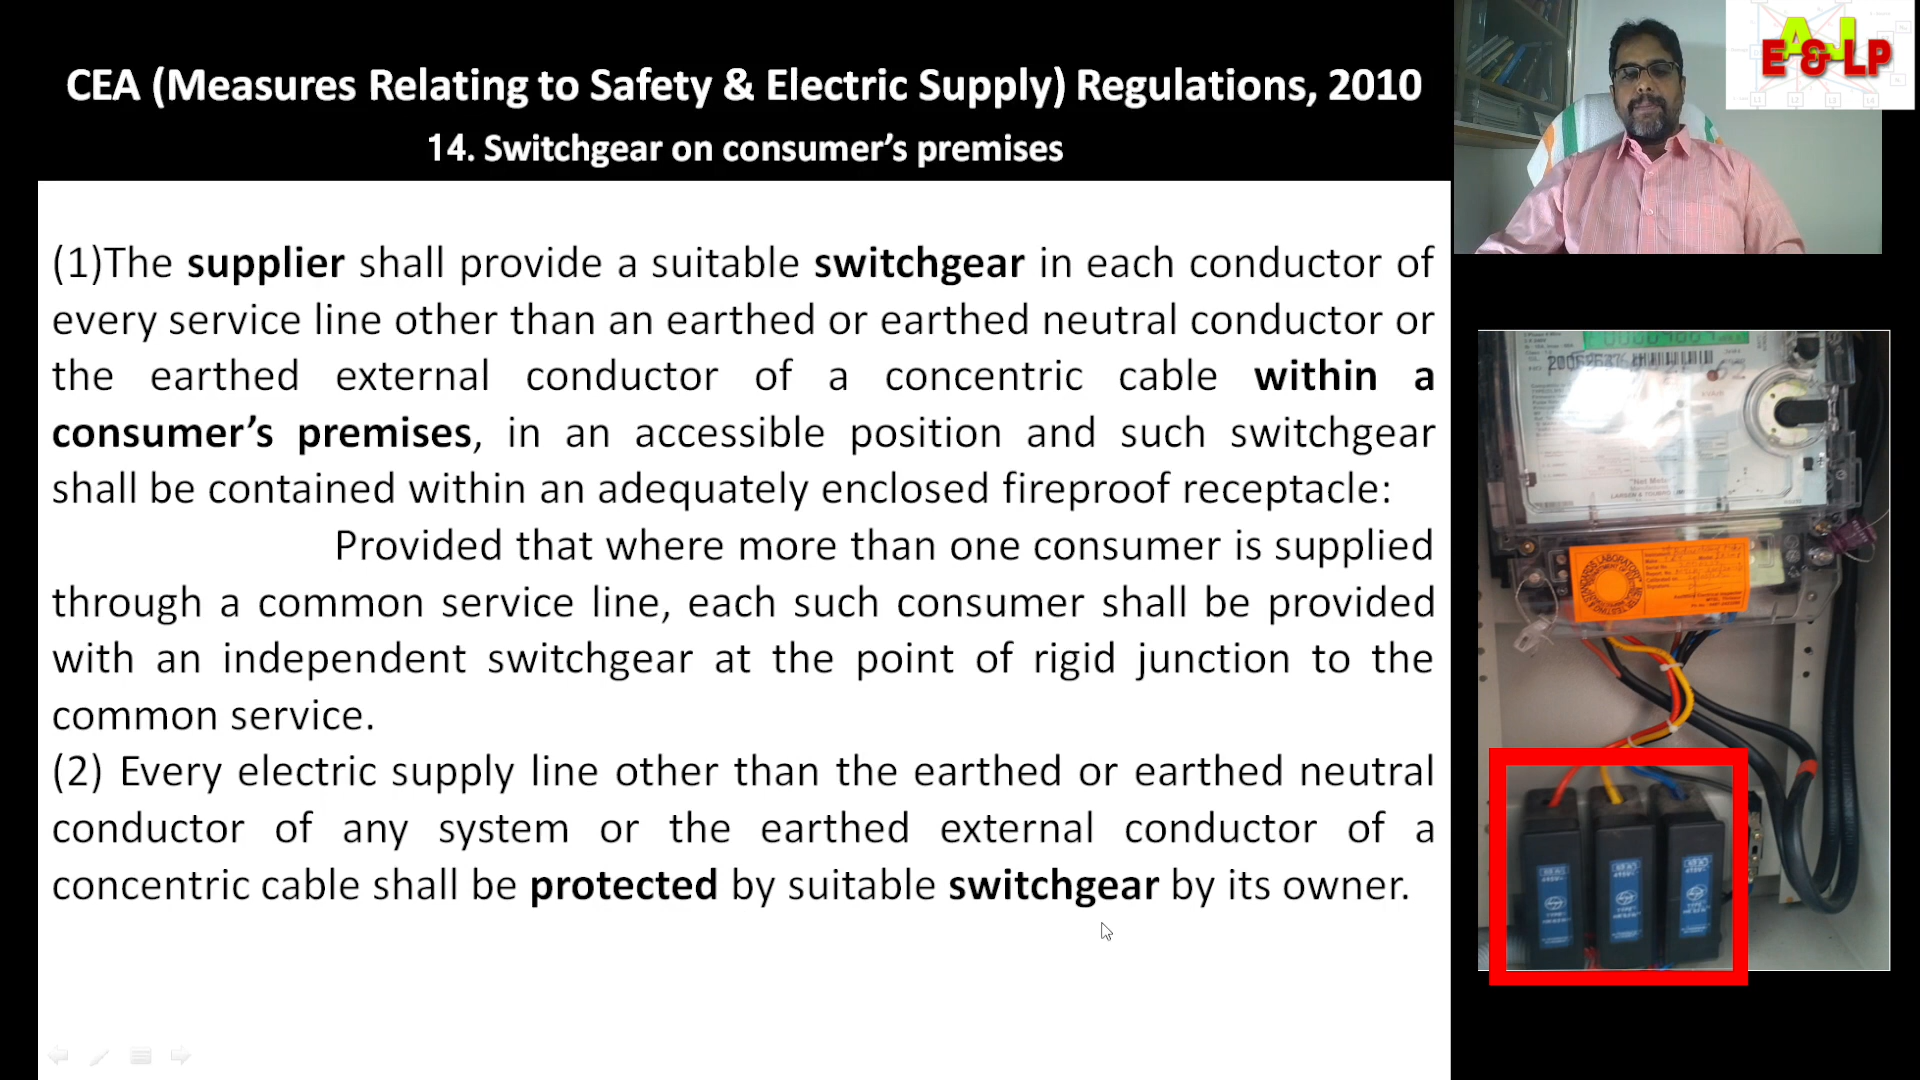 CEA (Measures Relating to Safety & Electric Supply) Regulations, 2010
14. Switchgear on consumer’s premises
(1)The supplier shall provide a suitable switchgear in each conductor of
every service line other than an earthed or earthed neutral conductor or
the earthed external conductor of a concentric cable within a
consumer’s premises, in an accessible position and such switchgear
shall be contained within an adequately enclosed fireproof receptacle:
Provided that where more than one consumer is supplied
through a common service line, each such consumer shall be provided
with an independent switchgear at the point of rigid junction to the
common service.
(2) Every electric supply line other than the earthed or earthed neutral
conductor of any system or the earthed external conductor of a
concentric cable shall be protected by suitable switchgear by its owner.
AJ
E & LP